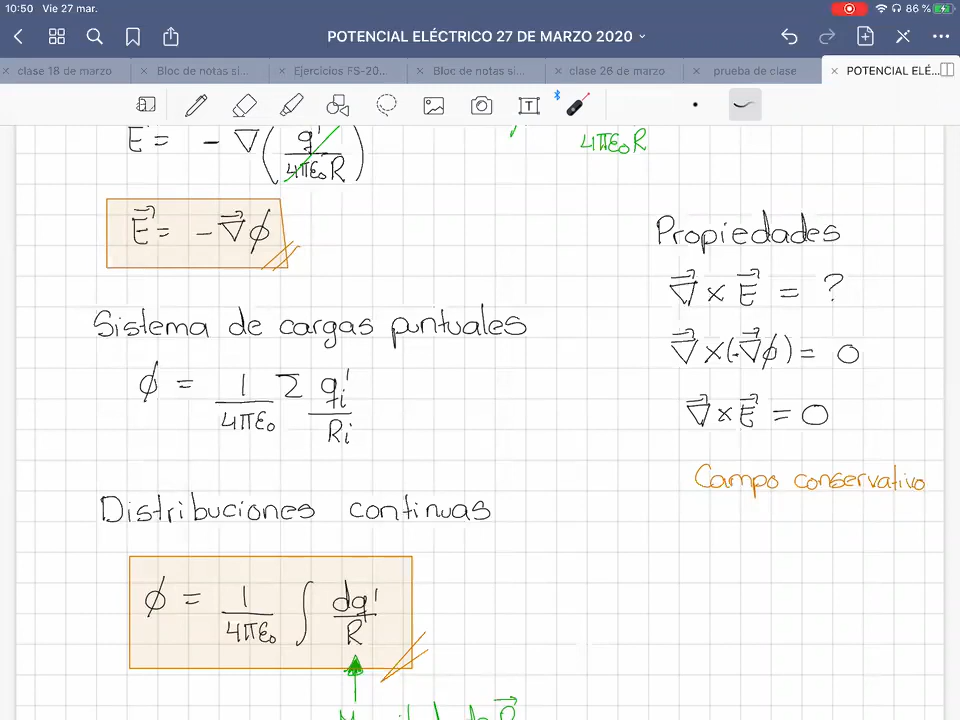 10:50 Vie 27 mar. 86 %
POTENCIAL ELÉCTRICO 27 DE MARZO 2020
clase 18 de marzo
Bloc de notas si...
Ejercicios FS-20...
Bloc de notas si...
clase 26 de marzo
prueba de clase
POTENCIAL ELÉ...
E⃗ = - ∇ (q' / 4πε₀R)
4πε₀R
E⃗ = - ∇⃗ϕ
Sistema de cargas puntuales
ϕ = 1/4πε₀ Σ qi'/Ri
Distribuciones continuas
ϕ = 1/4πε₀ ∫ dq'/R
Propiedades
∇⃗ × E⃗ = ?
∇⃗ × (-∇⃗ϕ) = 0
∇⃗ × E⃗ = 0
Campo conservativo